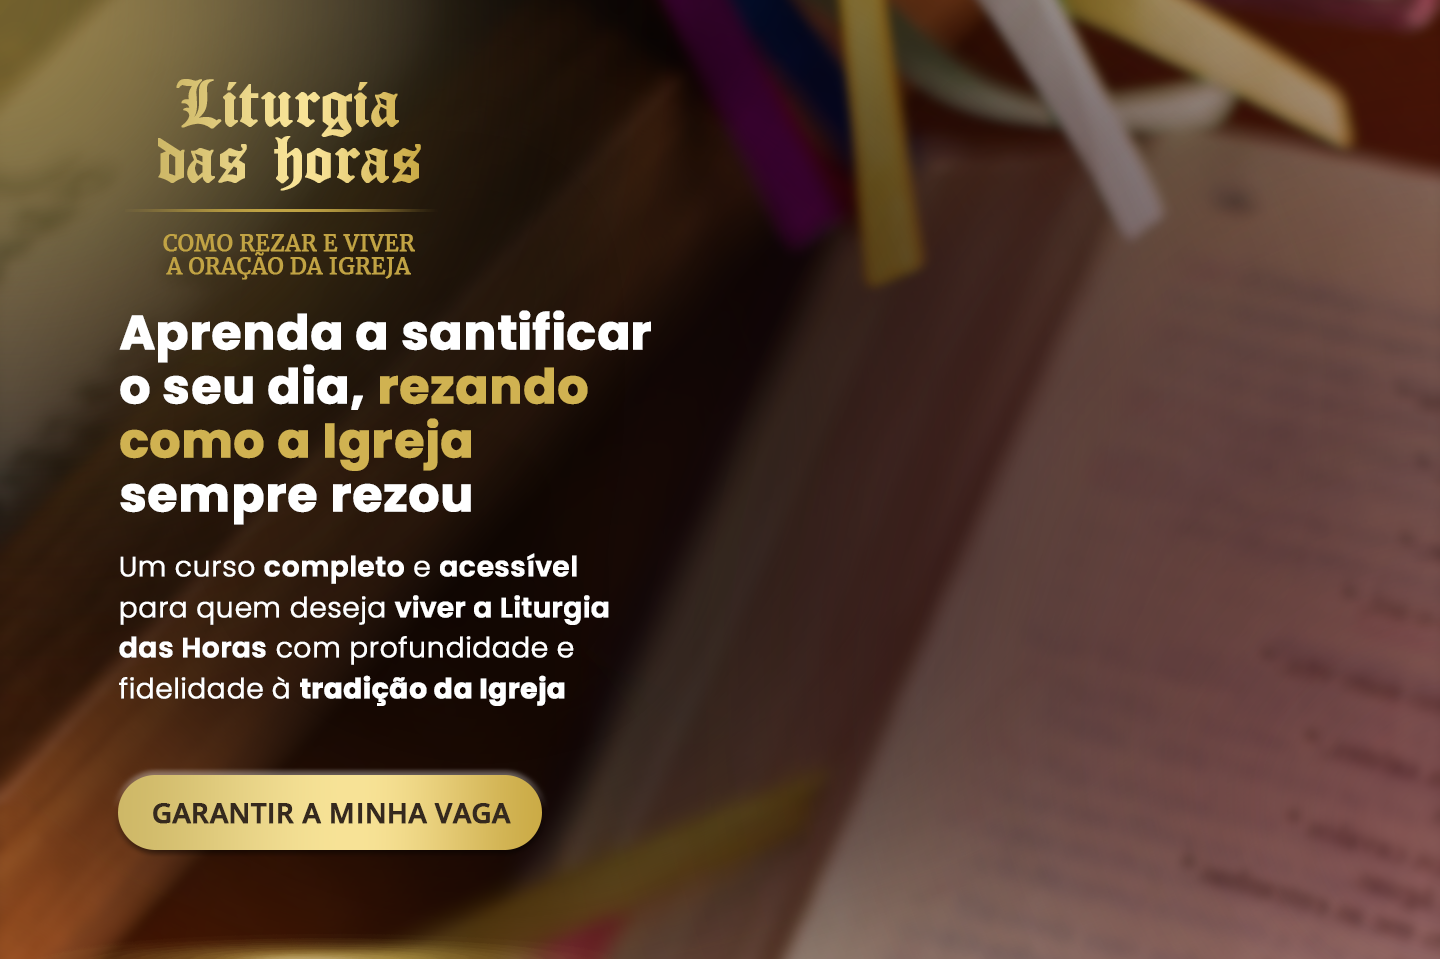 Liturgia
das horas
COMO REZAR E VIVER
A ORAÇÃO DA IGREJA
Aprenda a santificar
o seu dia, rezando
como a Igreja
sempre rezou
Um curso completo e acessível
para quem deseja viver a Liturgia
das Horas com profundidade e
fidelidade à tradição da Igreja
GARANTIR A MINHA VAGA